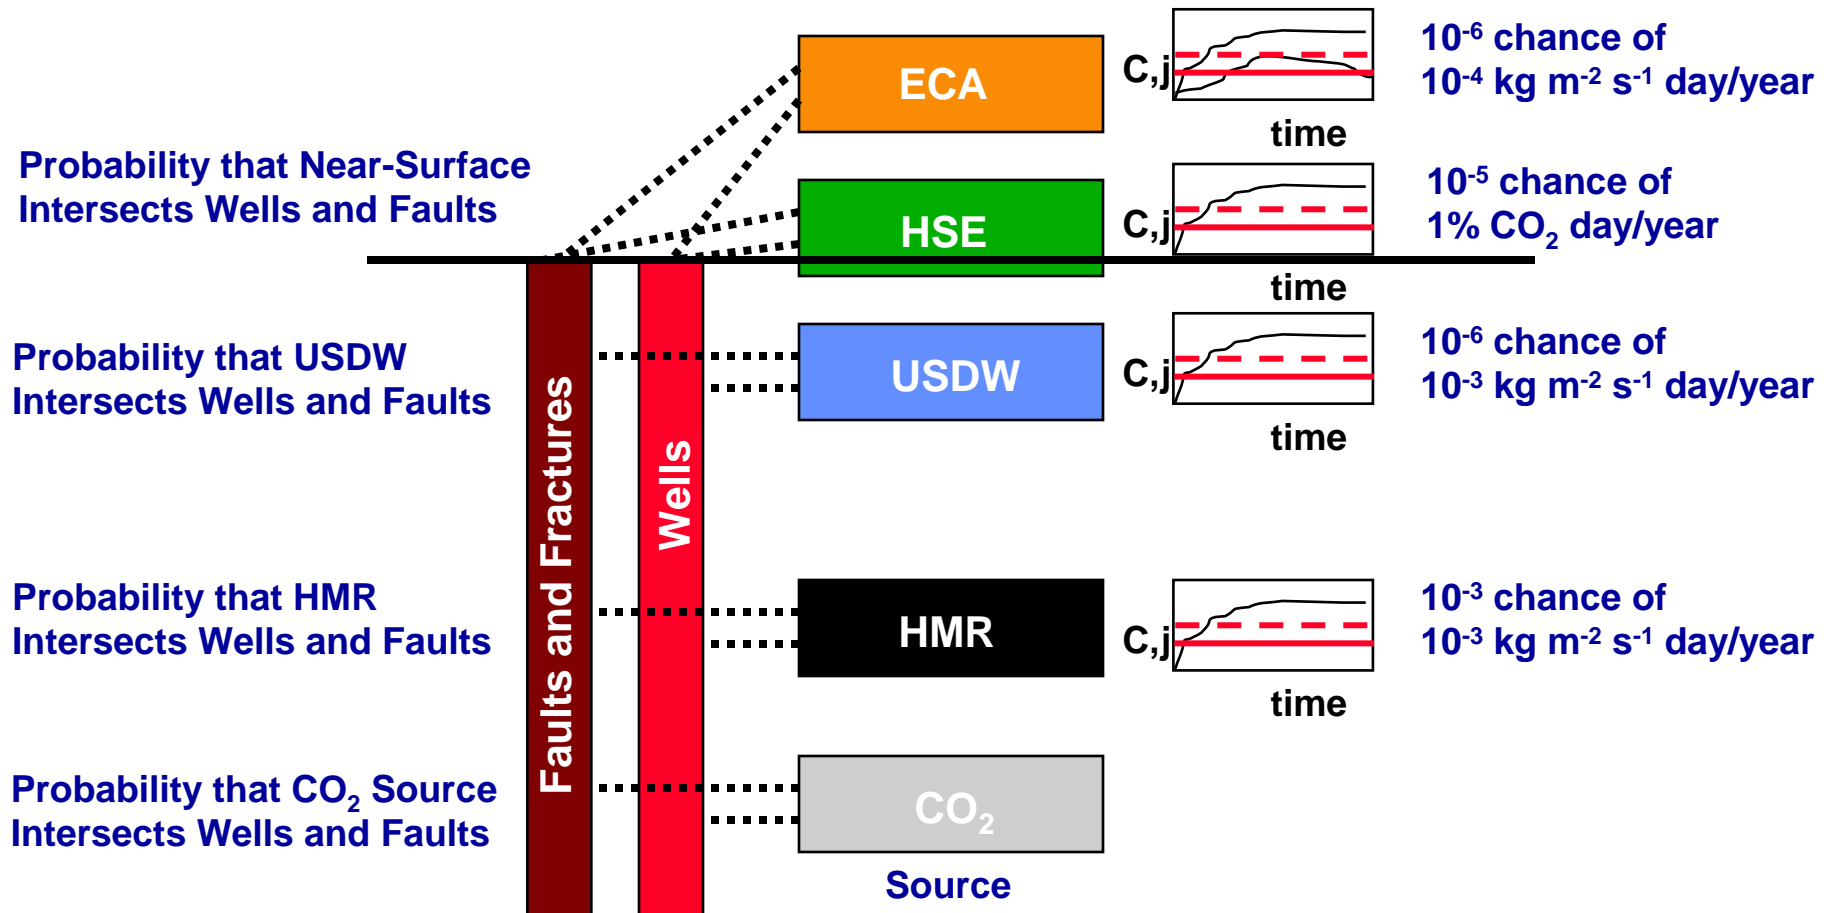 ECA
C,j
time
10⁻⁶ chance of
10⁻⁴ kg m⁻² s⁻¹ day/year
Probability that Near-Surface
Intersects Wells and Faults
HSE
C,j
time
10⁻⁵ chance of
1% CO₂ day/year
Probability that USDW
Intersects Wells and Faults
USDW
C,j
time
10⁻⁶ chance of
10⁻³ kg m⁻² s⁻¹ day/year
Faults and Fractures
Wells
Probability that HMR
Intersects Wells and Faults
HMR
C,j
time
10⁻³ chance of
10⁻³ kg m⁻² s⁻¹ day/year
Probability that CO₂ Source
Intersects Wells and Faults
CO₂
Source